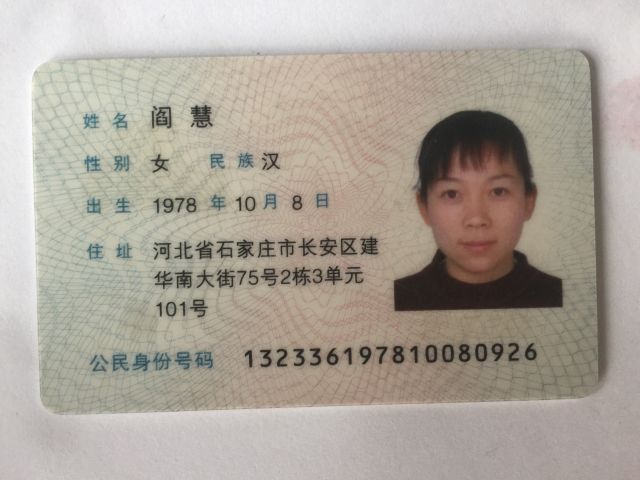 姓名 阎慧
性别 女 民族 汉
出生 1978 年 10 月 8 日
住址 河北省石家庄市长安区建
华南大街75号2栋3单元
101号
公民身份号码 132336197810080926